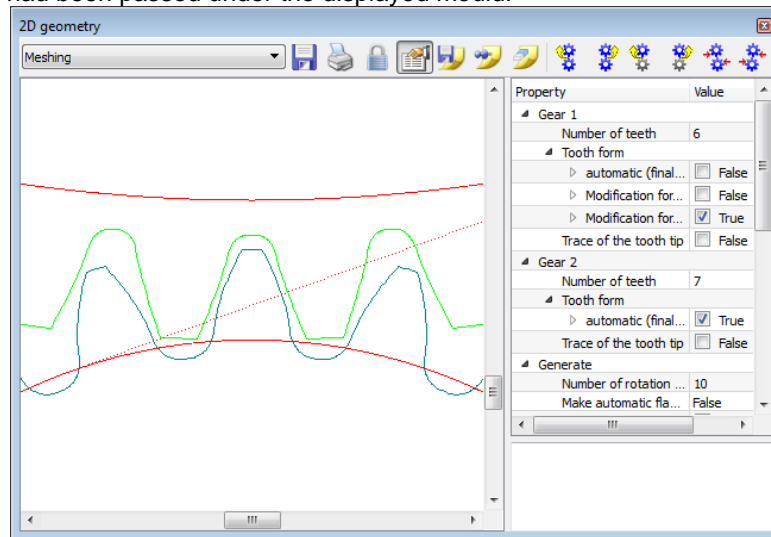 2D geometry
Meshing
Property Value
Gear 1
Number of teeth 6
Tooth form
automatic (final... False
Modification for... False
Modification for... True
Trace of the tooth tip False
Gear 2
Number of teeth 7
Tooth form
automatic (final... True
Trace of the tooth tip False
Generate
Number of rotation ... 10
Make automatic fla... False